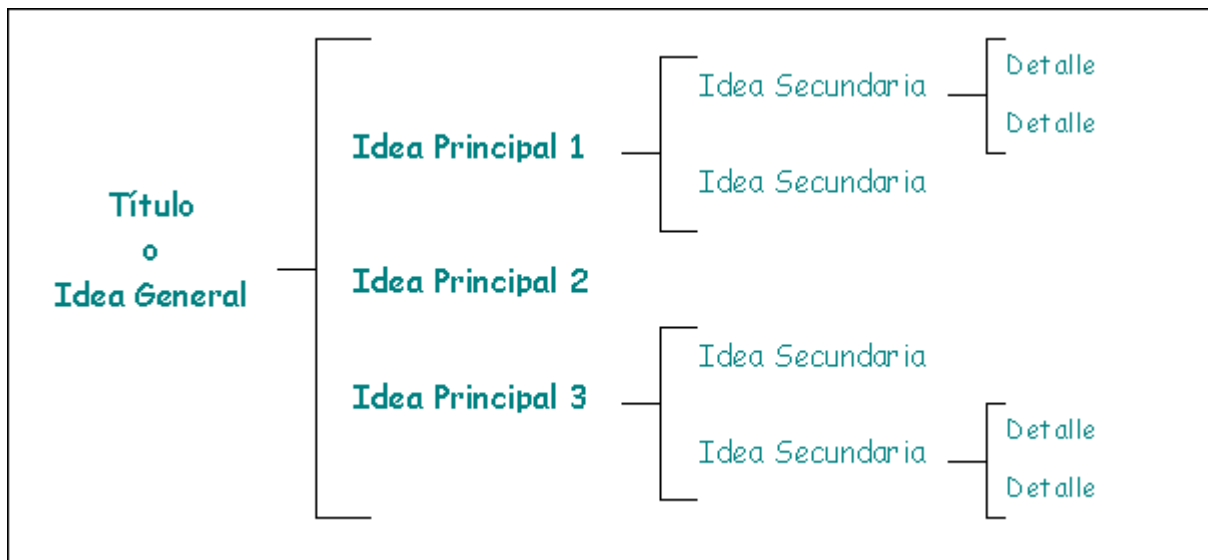 Título
o
Idea General
Idea Principal 1
Idea Secundaria
Detalle
Detalle
Idea Secundaria
Idea Principal 2
Idea Principal 3
Idea Secundaria
Idea Secundaria
Detalle
Detalle